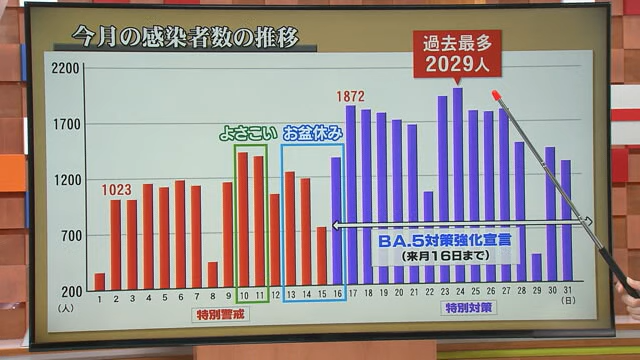 今月の感染者数の推移
過去最多
2029人
2200
1872
1700
よさこい
お盆休み
1200
1023
700
BA.5対策強化宣言
(来月16日まで)
200
1 2 3 4 5 6 7 8 9 10 11 12 13 14 15 16 17 18 19 20 21 22 23 24 25 26 27 28 29 30 31
(人)
(日)
特別警戒
特別対策